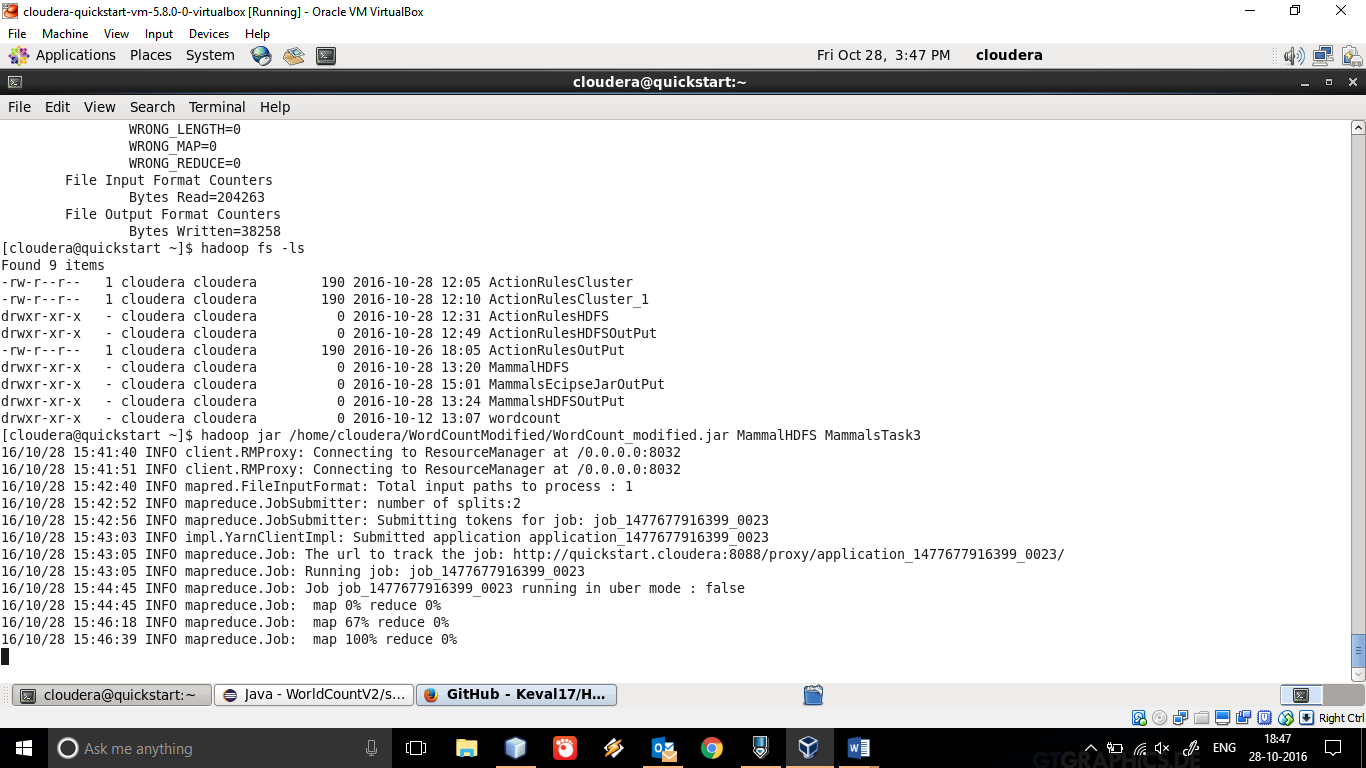 cloudera-quickstart-vm-5.8.0-0-virtualbox [Running] - Oracle VM VirtualBox
File Machine View Input Devices Help
Applications Places System Fri Oct 28, 3:47 PM cloudera
cloudera@quickstart:~
File Edit View Search Terminal Help
WRONG_LENGTH=0
WRONG_MAP=0
WRONG_REDUCE=0
File Input Format Counters
Bytes Read=204263
File Output Format Counters
Bytes Written=38258
[cloudera@quickstart ~]$ hadoop fs -ls
Found 9 items
-rw-r--r-- 1 cloudera cloudera 190 2016-10-28 12:05 ActionRulesCluster
-rw-r--r-- 1 cloudera cloudera 190 2016-10-28 12:10 ActionRulesCluster_1
drwxr-xr-x - cloudera cloudera 0 2016-10-28 12:31 ActionRulesHDFS
drwxr-xr-x - cloudera cloudera 0 2016-10-28 12:49 ActionRulesHDFSOutPut
-rw-r--r-- 1 cloudera cloudera 190 2016-10-26 18:05 ActionRulesOutPut
drwxr-xr-x - cloudera cloudera 0 2016-10-28 13:20 MammalHDFS
drwxr-xr-x - cloudera cloudera 0 2016-10-28 15:01 MammalsEcipseJarOutPut
drwxr-xr-x - cloudera cloudera 0 2016-10-28 13:24 MammalsHDFSOutPut
drwxr-xr-x - cloudera cloudera 0 2016-10-12 13:07 wordcount
[cloudera@quickstart ~]$ hadoop jar /home/cloudera/WordCountModified/WordCount_modified.jar MammalHDFS MammalsTask3
16/10/28 15:41:40 INFO client.RMProxy: Connecting to ResourceManager at /0.0.0.0:8032
16/10/28 15:41:51 INFO client.RMProxy: Connecting to ResourceManager at /0.0.0.0:8032
16/10/28 15:42:40 INFO mapred.FileInputFormat: Total input paths to process : 1
16/10/28 15:42:52 INFO mapreduce.JobSubmitter: number of splits:2
16/10/28 15:42:56 INFO mapreduce.JobSubmitter: Submitting tokens for job: job_1477677916399_0023
16/10/28 15:43:03 INFO impl.YarnClientImpl: Submitted application application_1477677916399_0023
16/10/28 15:43:05 INFO mapreduce.Job: The url to track the job: http://quickstart.cloudera:8088/proxy/application_1477677916399_0023/
16/10/28 15:43:05 INFO mapreduce.Job: Running job: job_1477677916399_0023
16/10/28 15:44:45 INFO mapreduce.Job: Job job_1477677916399_0023 running in uber mode : false
16/10/28 15:44:45 INFO mapreduce.Job: map 0% reduce 0%
16/10/28 15:46:18 INFO mapreduce.Job: map 67% reduce 0%
16/10/28 15:46:39 INFO mapreduce.Job: map 100% reduce 0%
cloudera@quickstart:~ Java - WorldCountV2/s... GitHub - Keval17/H...
Right Ctrl
Ask me anything ENG 18:47
28-10-2016
GTGRAPHICS.DE